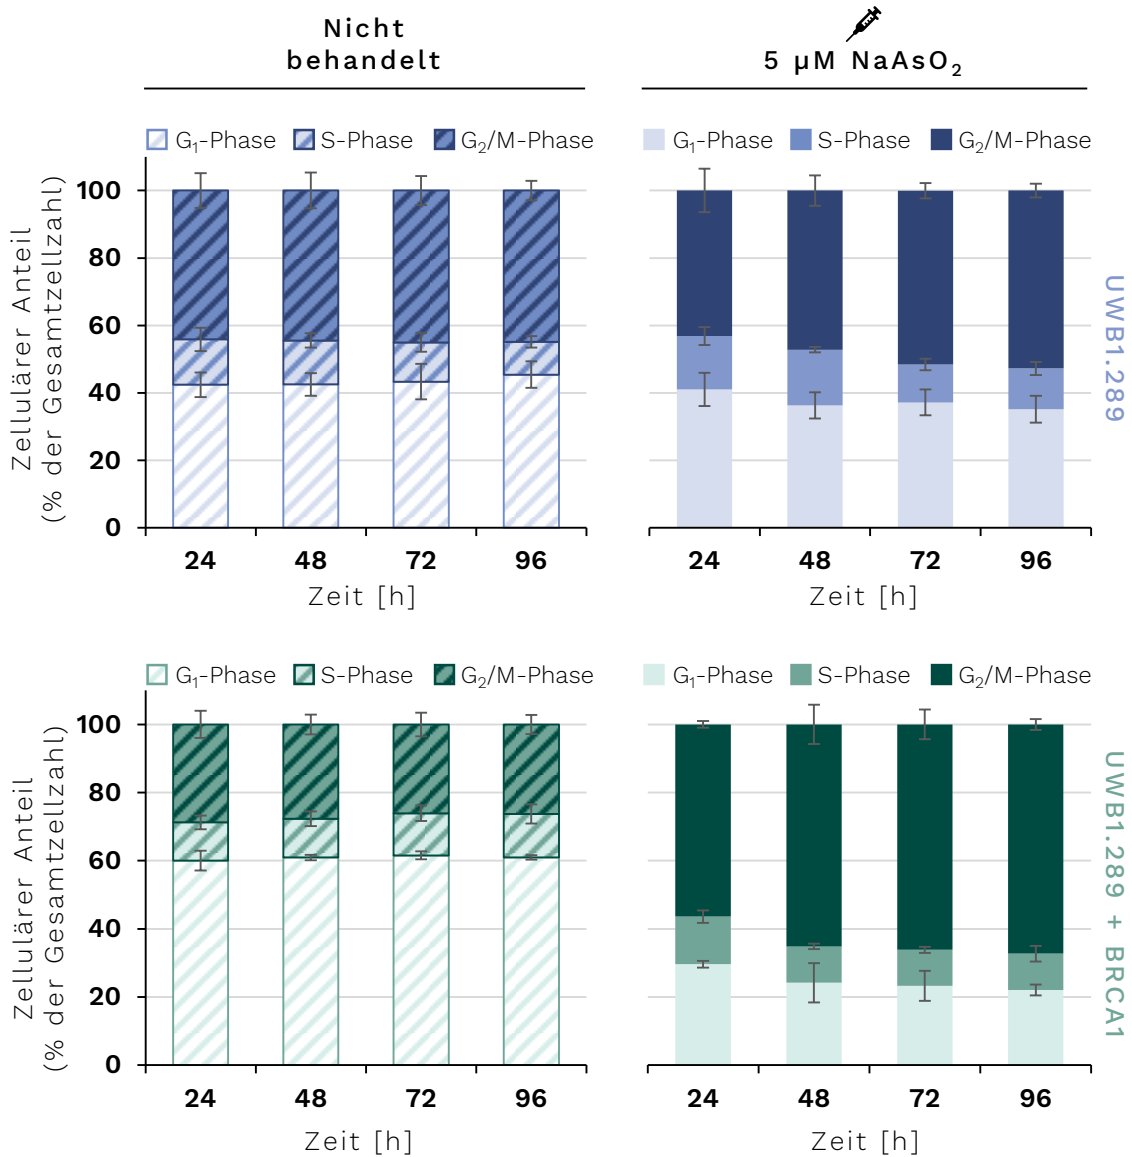 Nicht
behandelt
5 µM NaAsO₂
G₁-Phase S-Phase G₂/M-Phase
G₁-Phase S-Phase G₂/M-Phase
Zellulärer Anteil
(% der Gesamtzellzahl)
100
80
60
40
20
0
24 48 72 96
Zeit [h]
24 48 72 96
Zeit [h]
UWB1.289
G₁-Phase S-Phase G₂/M-Phase
G₁-Phase S-Phase G₂/M-Phase
Zellulärer Anteil
(% der Gesamtzellzahl)
100
80
60
40
20
0
24 48 72 96
Zeit [h]
24 48 72 96
Zeit [h]
UWB1.289 + BRCA1